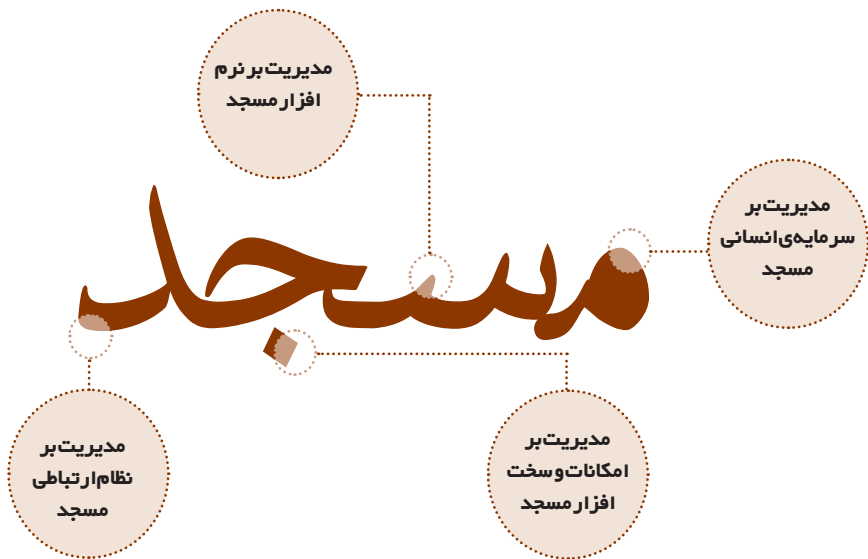 مدیریت بر نرم
افزار مسجد
مدیریت بر
سرمایه‌ی انسانی
مسجد
مسجد
مدیریت بر
امکانات و سخت
افزار مسجد
مدیریت بر
نظام ارتباطی
مسجد